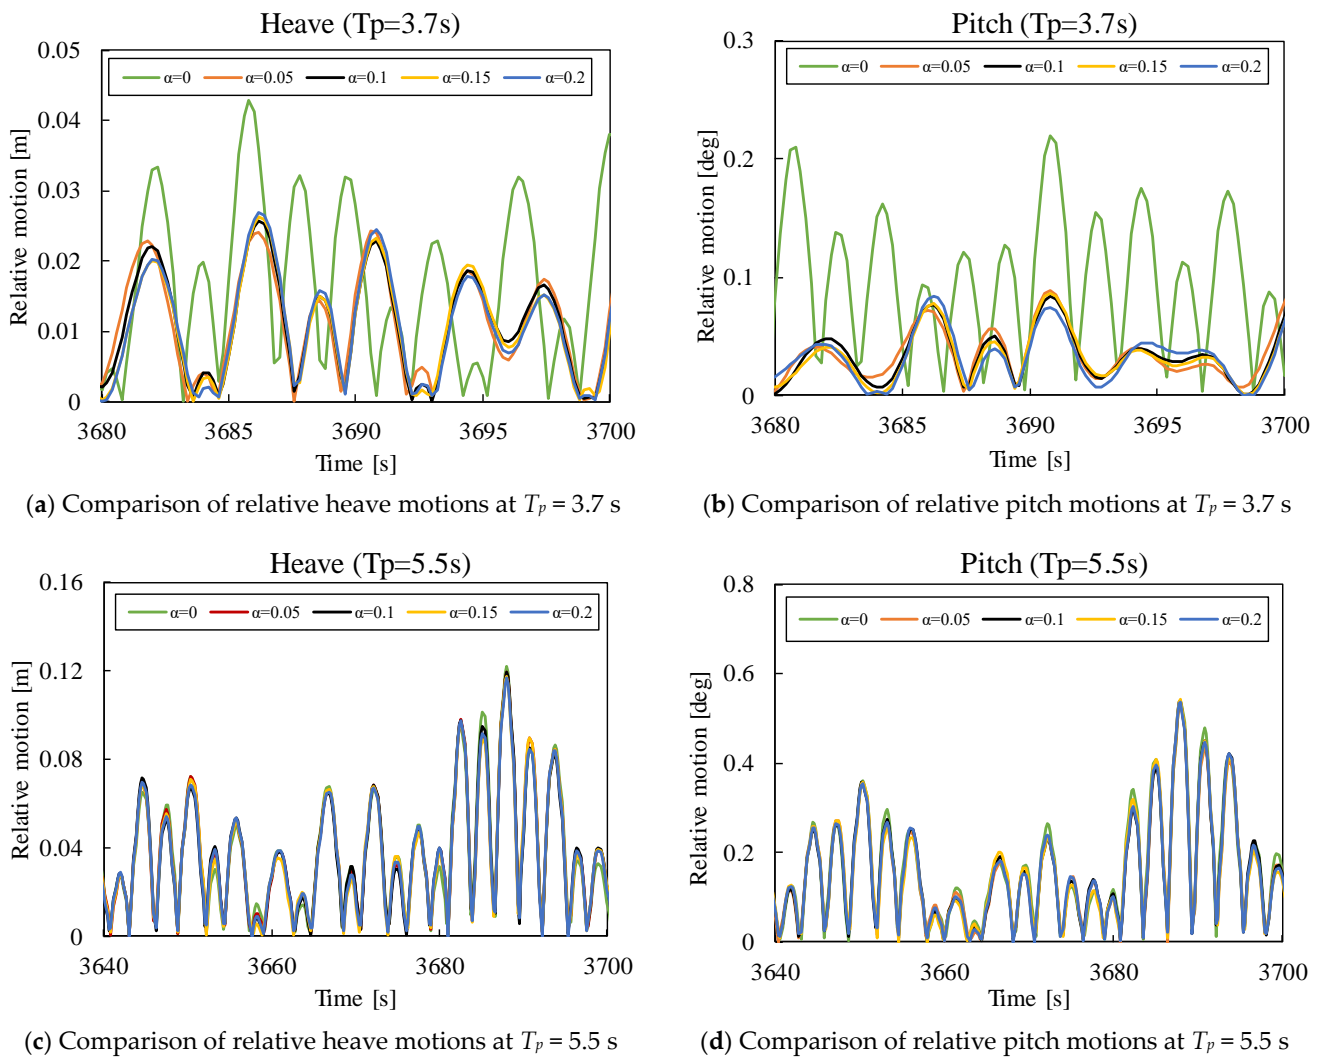 Heave (Tp=3.7s)
0.05
0.04
0.03
0.02
0.01
0
Relative motion [m]
α=0 α=0.05 α=0.1 α=0.15 α=0.2
3680 3685 3690 3695 3700
Time [s]
Pitch (Tp=3.7s)
0.3
0.2
0.1
0
Relative motion [deg]
α=0 α=0.05 α=0.1 α=0.15 α=0.2
3680 3685 3690 3695 3700
Time [s]
(a) Comparison of relative heave motions at Tp = 3.7 s
(b) Comparison of relative pitch motions at Tp = 3.7 s
Heave (Tp=5.5s)
0.16
0.12
0.08
0.04
0
Relative motion [m]
α=0 α=0.05 α=0.1 α=0.15 α=0.2
3640 3660 3680 3700
Time [s]
Pitch (Tp=5.5s)
0.8
0.6
0.4
0.2
0
Relative motion [deg]
α=0 α=0.05 α=0.1 α=0.15 α=0.2
3640 3660 3680 3700
Time [s]
(c) Comparison of relative heave motions at Tp = 5.5 s
(d) Comparison of relative pitch motions at Tp = 5.5 s